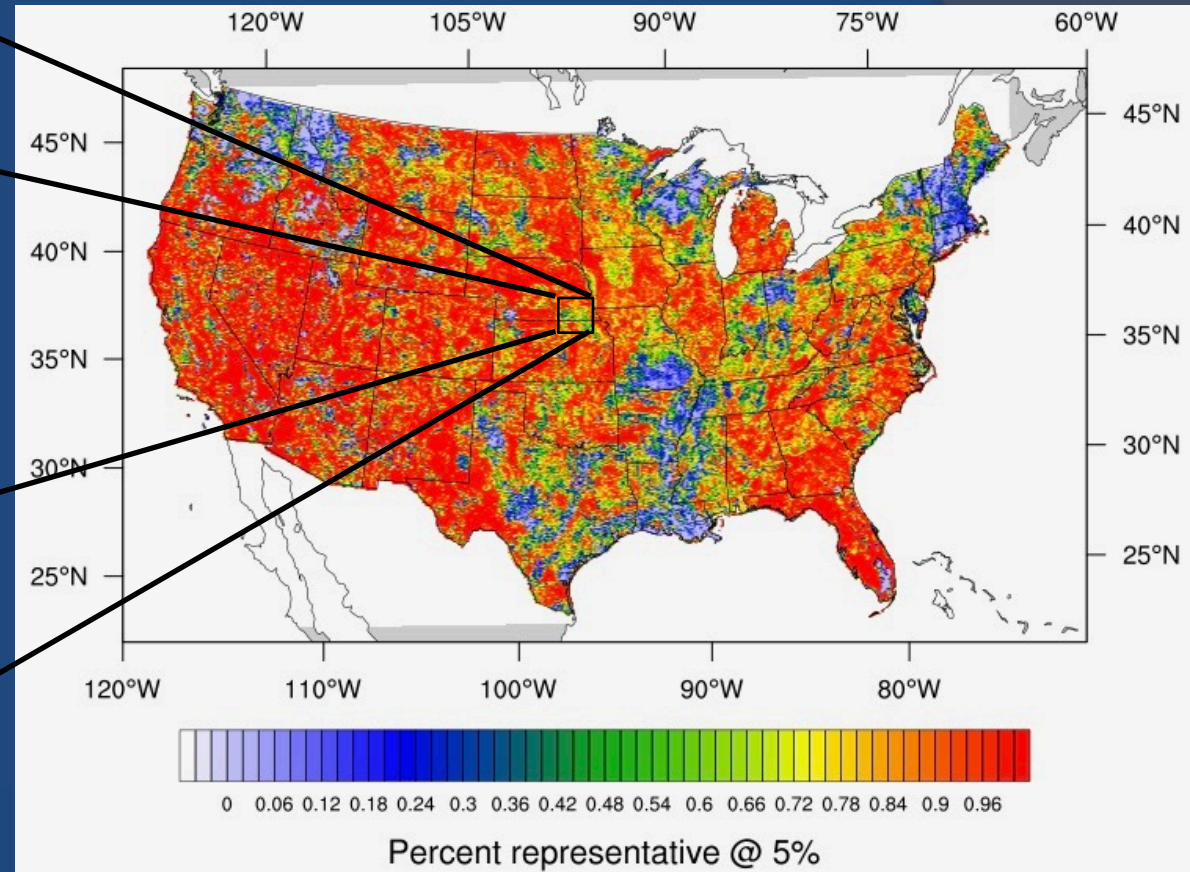 120°W 105°W 90°W 75°W 60°W
45°N 45°N
40°N 40°N
35°N 35°N
30°N 30°N
25°N 25°N
120°W 110°W 100°W 90°W 80°W
0 0.06 0.12 0.18 0.24 0.3 0.36 0.42 0.48 0.54 0.6 0.66 0.72 0.78 0.84 0.9 0.96
Percent representative @ 5%